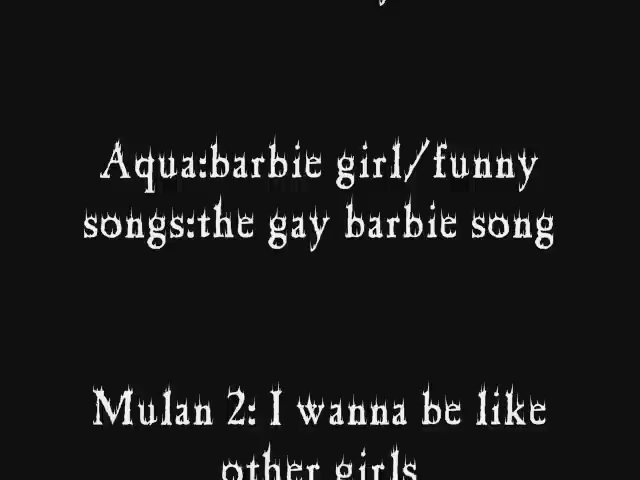 Aqua:barbie girl/funny
songs:the gay barbie song
Mulan 2: I wanna be like
other girls